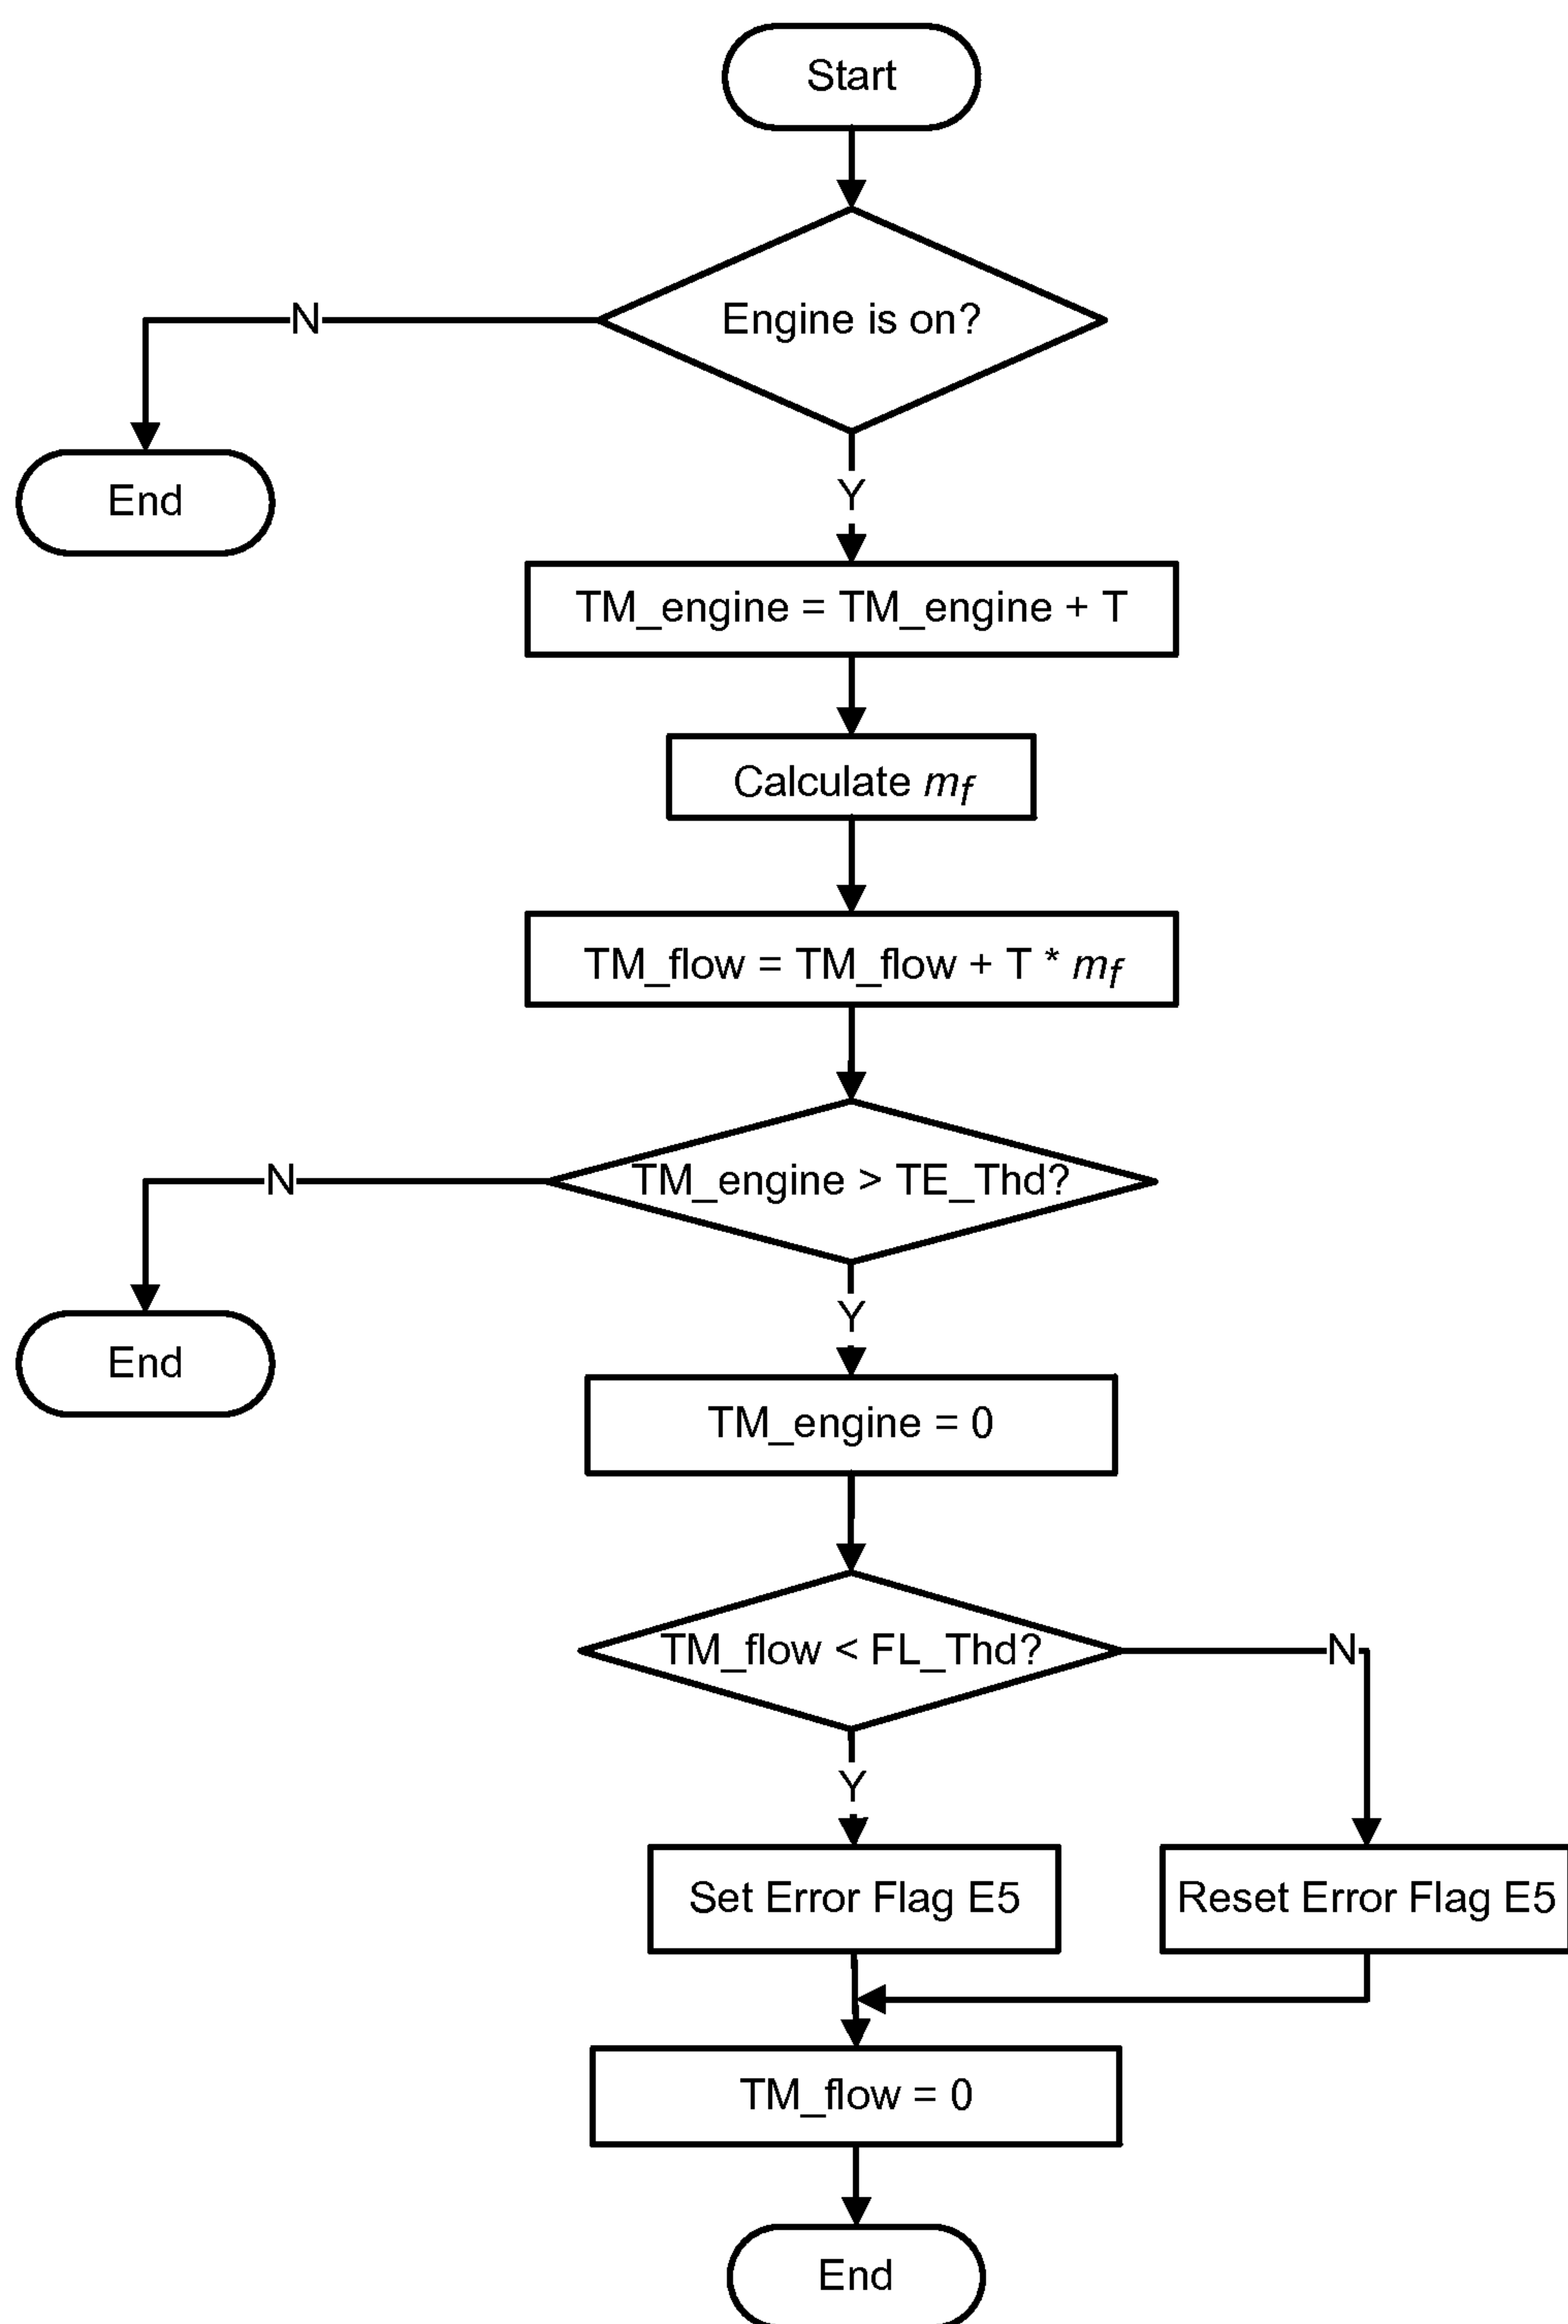 Start
Engine is on?
N
End
Y
TM_engine = TM_engine + T
Calculate mf
TM_flow = TM_flow + T * mf
TM_engine > TE_Thd?
N
End
Y
TM_engine = 0
TM_flow < FL_Thd?
N
Y
Set Error Flag E5
Reset Error Flag E5
TM_flow = 0
End